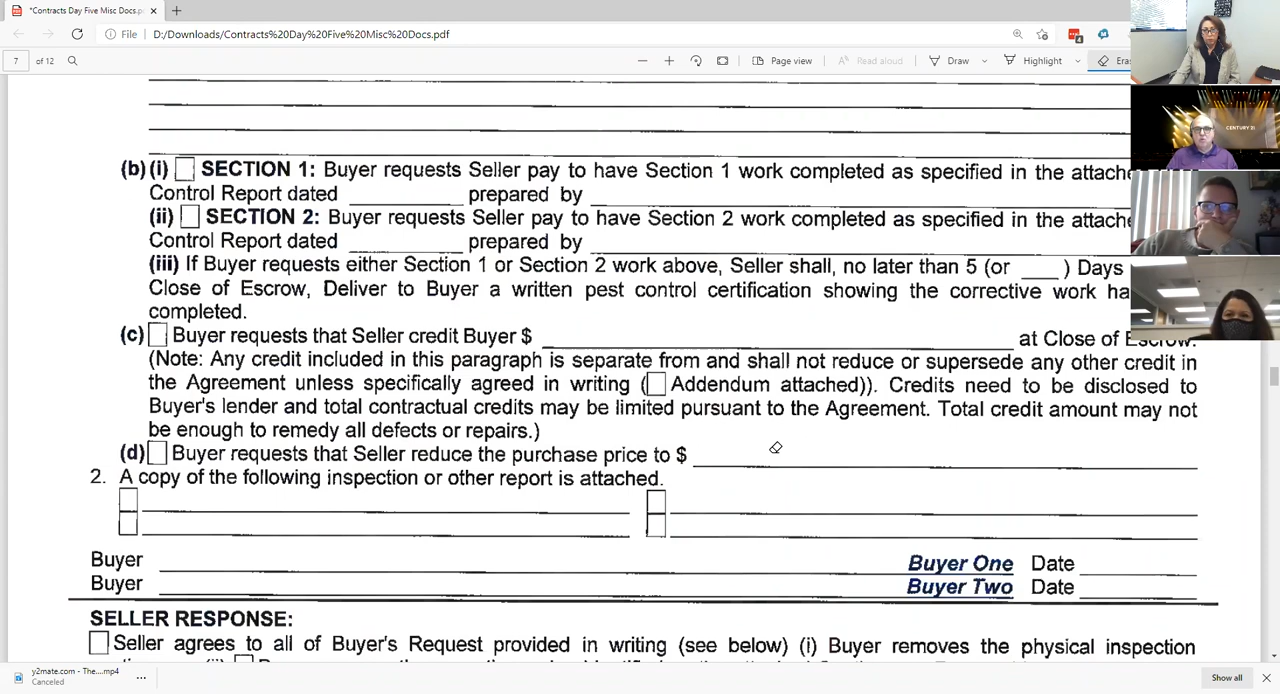 *Contracts Day Five Misc Docs.p
File
D:/Downloads/Contracts%20Day%20Five%20Misc%20Docs.pdf
7 of 12
Page view
Read aloud
Draw
Highlight
Eras
CENTURY 21
(b) (i) SECTION 1: Buyer requests Seller pay to have Section 1 work completed as specified in the attache
Control Report dated prepared by
(ii) SECTION 2: Buyer requests Seller pay to have Section 2 work completed as specified in the attache
Control Report dated prepared by
(iii) If Buyer requests either Section 1 or Section 2 work above, Seller shall, no later than 5 (or ____ ) Days
Close of Escrow, Deliver to Buyer a written pest control certification showing the corrective work ha
completed.
(c) Buyer requests that Seller credit Buyer $ at Close of Escrow.
(Note: Any credit included in this paragraph is separate from and shall not reduce or supersede any other credit in
the Agreement unless specifically agreed in writing ( Addendum attached)). Credits need to be disclosed to
Buyer's lender and total contractual credits may be limited pursuant to the Agreement. Total credit amount may not
be enough to remedy all defects or repairs.)
(d) Buyer requests that Seller reduce the purchase price to $
2. A copy of the following inspection or other report is attached.
Buyer Buyer One Date
Buyer Buyer Two Date
SELLER RESPONSE:
Seller agrees to all of Buyer's Request provided in writing (see below) (i) Buyer removes the physical inspection
y2mate.com - The....mp4
Canceled
Show all